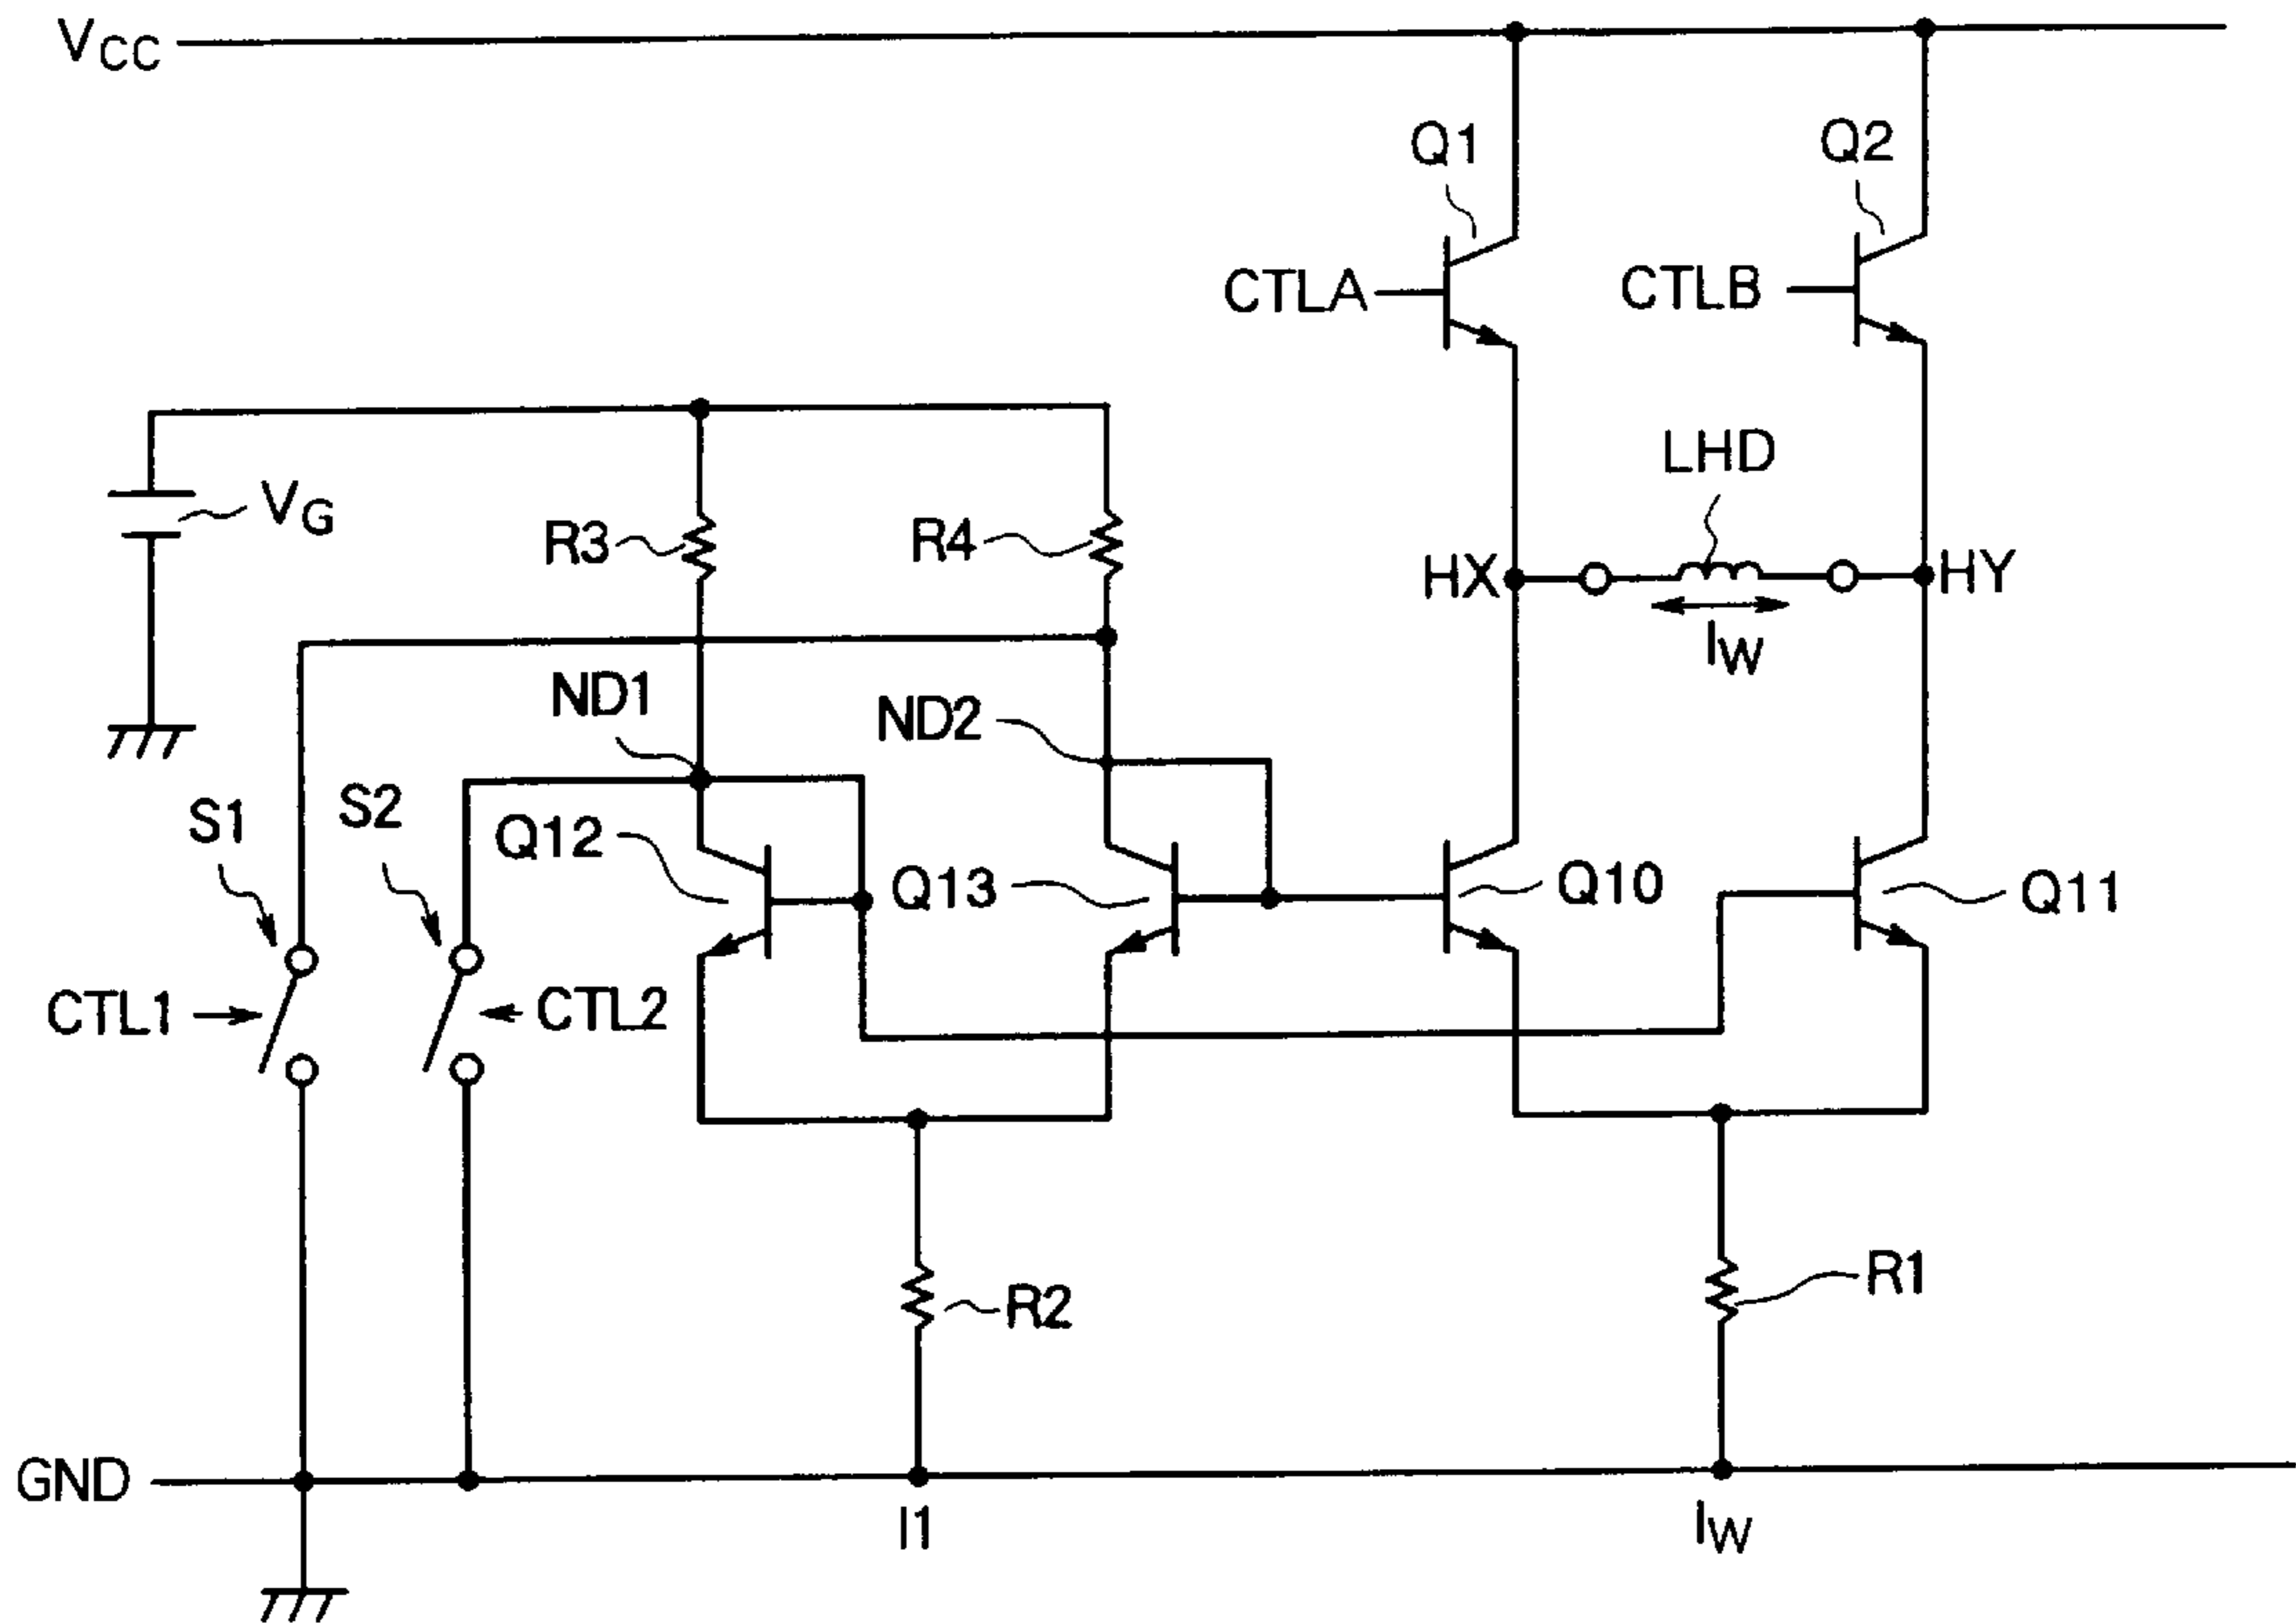 VCC
Q1
Q2
CTLA
CTLB
LHD
VG
R3
R4
HX
HY
IW
ND1
ND2
S1
S2
Q12
Q13
Q10
Q11
CTL1
CTL2
R1
R2
GND
I1
IW